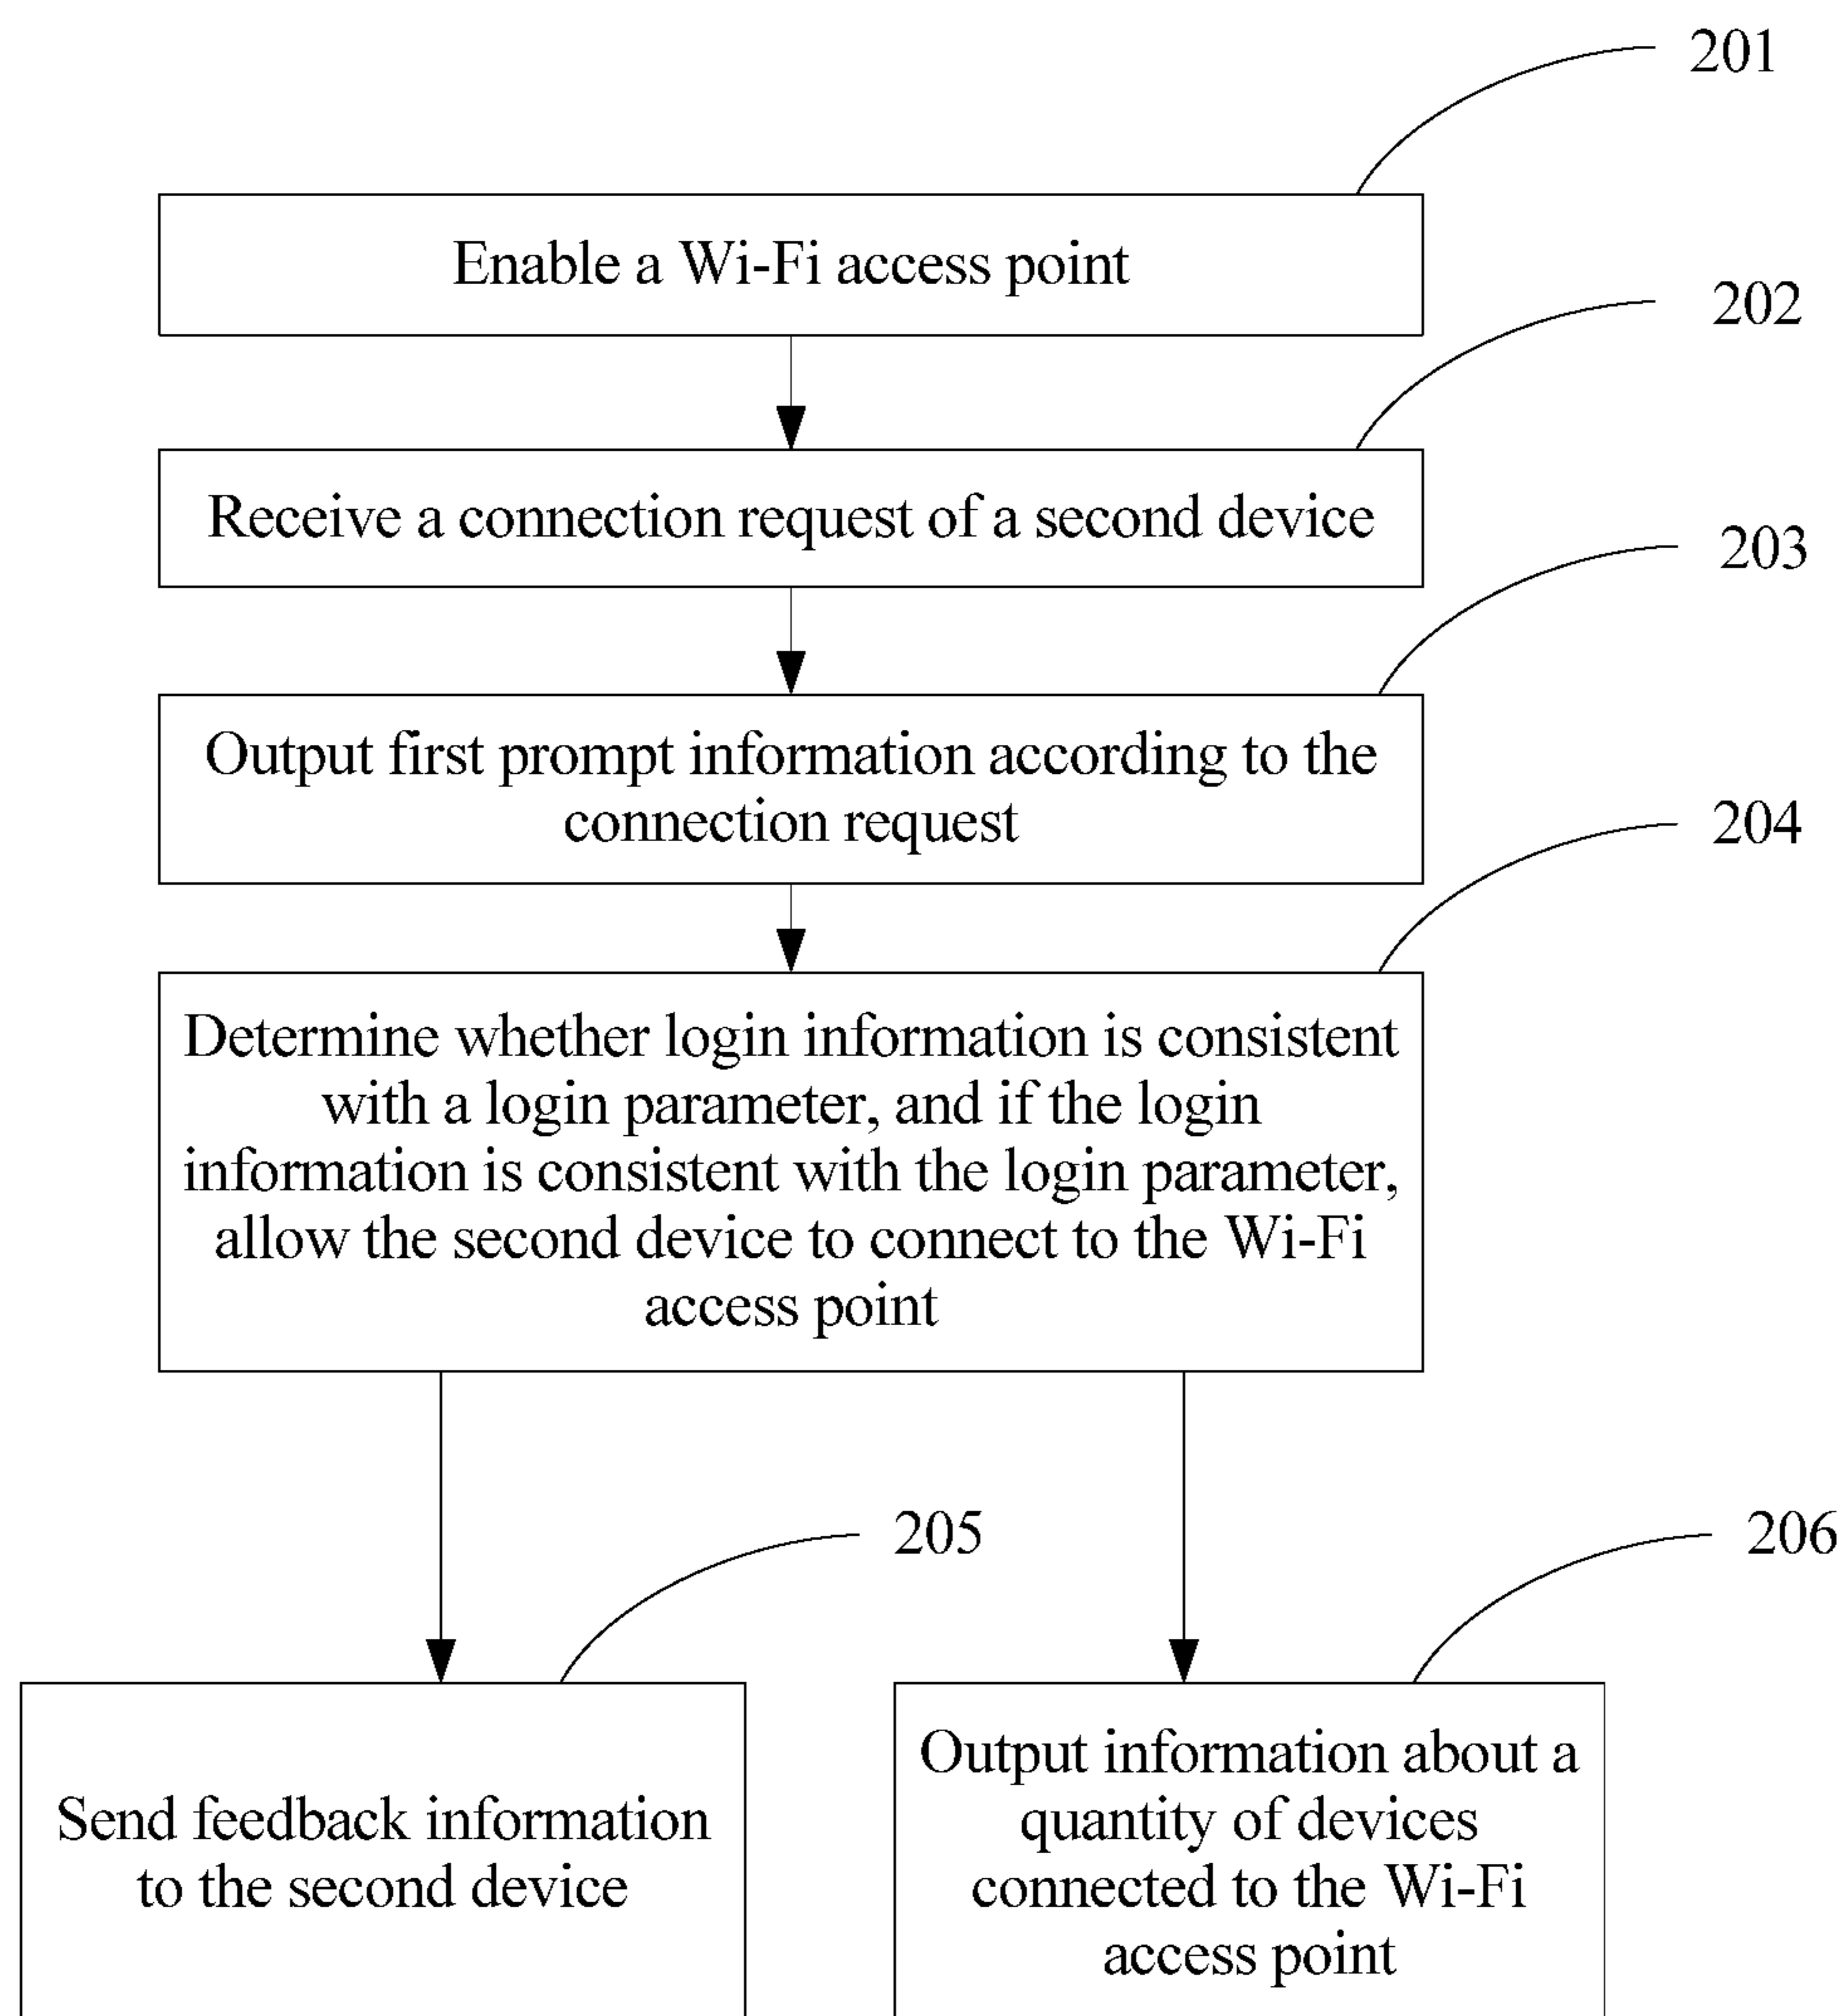 201
Enable a Wi-Fi access point
202
Receive a connection request of a second device
203
Output first prompt information according to the
connection request
204
Determine whether login information is consistent
with a login parameter, and if the login
information is consistent with the login parameter,
allow the second device to connect to the Wi-Fi
access point
205
Send feedback information
to the second device
206
Output information about a
quantity of devices
connected to the Wi-Fi
access point